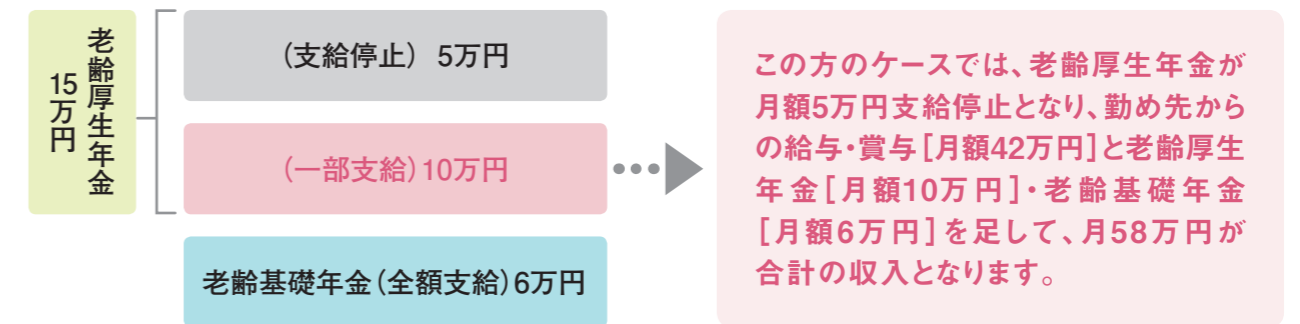 老齢厚生年金
15万円
（支給停止） 5万円
（一部支給）10万円
老齢基礎年金（全額支給）6万円
この方のケースでは、老齢厚生年金が
月額5万円支給停止となり、勤め先から
の給与・賞与［月額42万円］と老齢厚生
年金［月額10万円］・老齢基礎年金
［月額6万円］を足して、月58万円が
合計の収入となります。